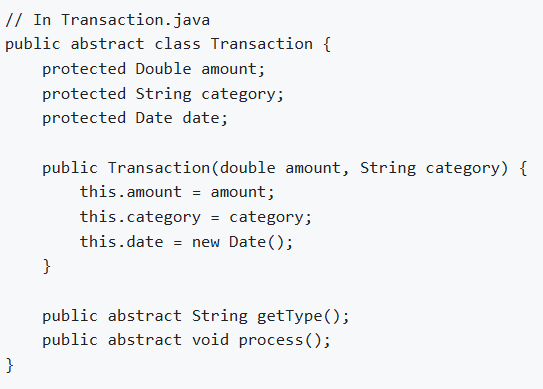 // In Transaction.java
public abstract class Transaction {
    protected Double amount;
    protected String category;
    protected Date date;

    public Transaction(double amount, String category) {
        this.amount = amount;
        this.category = category;
        this.date = new Date();
    }

    public abstract String getType();
    public abstract void process();
}